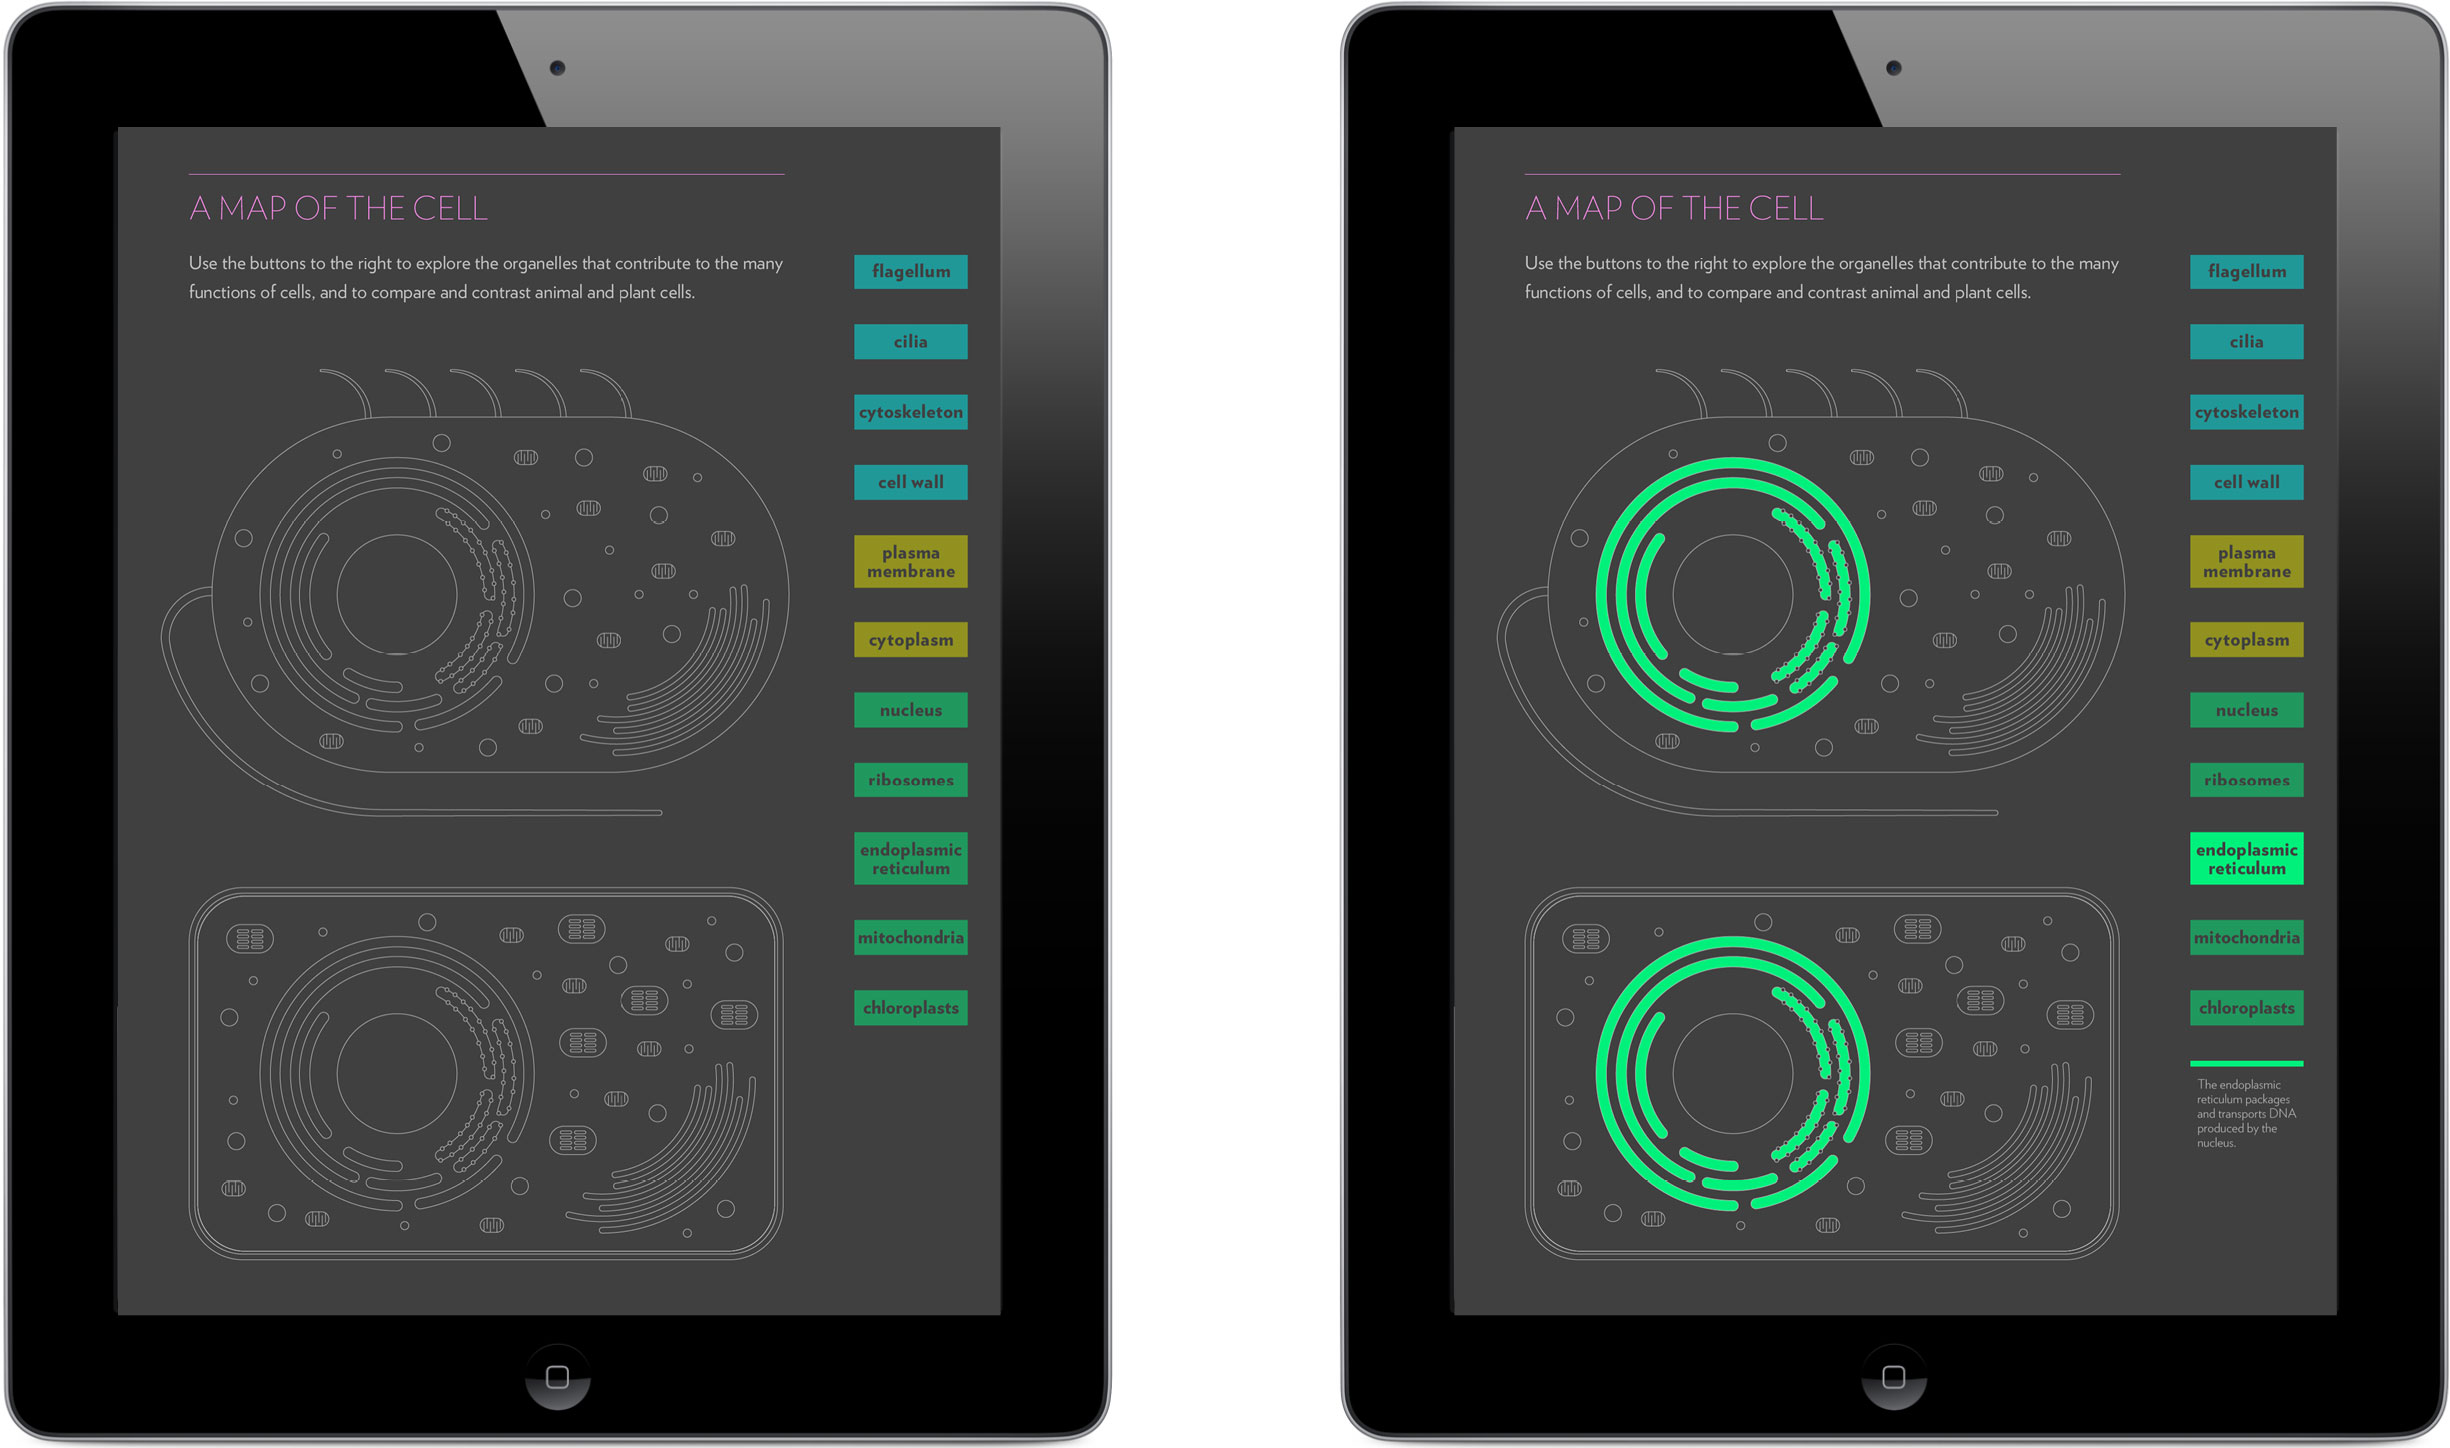 A MAP OF THE CELL
Use the buttons to the right to explore the organelles that contribute to the many
functions of cells, and to compare and contrast animal and plant cells.
flagellum
cilia
cytoskeleton
cell wall
plasma
membrane
cytoplasm
nucleus
ribosomes
endoplasmic
reticulum
mitochondria
chloroplasts
A MAP OF THE CELL
Use the buttons to the right to explore the organelles that contribute to the many
functions of cells, and to compare and contrast animal and plant cells.
flagellum
cilia
cytoskeleton
cell wall
plasma
membrane
cytoplasm
nucleus
ribosomes
endoplasmic
reticulum
mitochondria
chloroplasts
The endoplasmic
reticulum packages
and transports DNA
produced by the
nucleus.